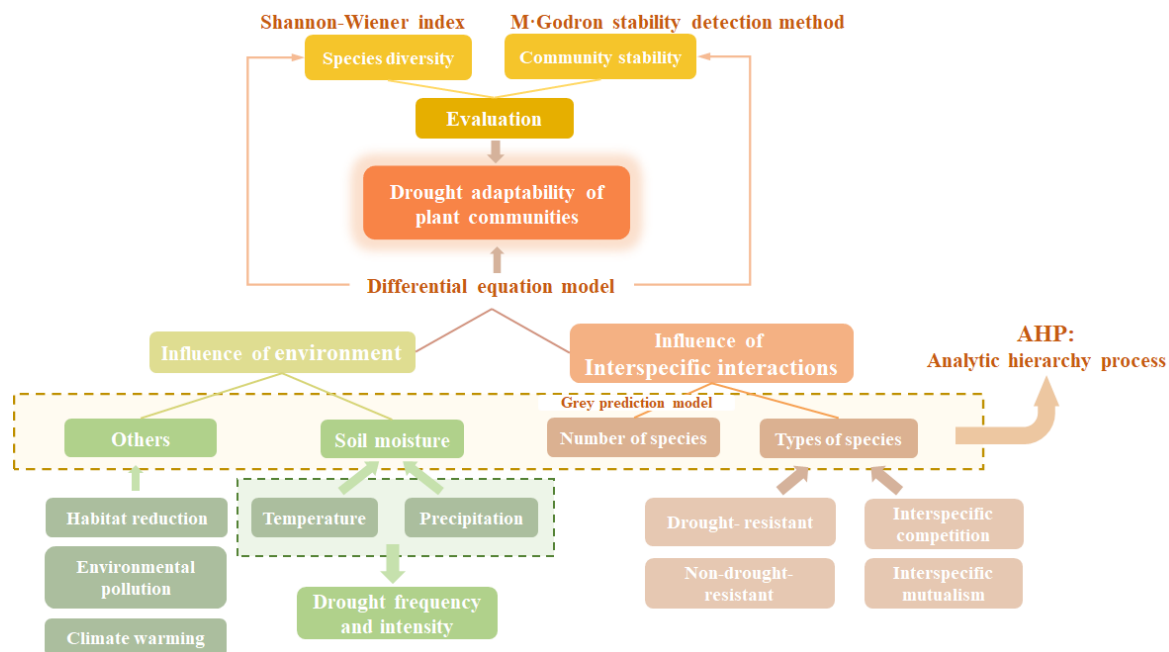 Shannon-Wiener index
M·Godron stability detection method
Species diversity
Community stability
Evaluation
Drought adaptability of
plant communities
Differential equation model
Influence of environment
Influence of
Interspecific interactions
AHP:
Analytic hierarchy process
Grey prediction model
Others
Soil moisture
Number of species
Types of species
Habitat reduction
Temperature
Precipitation
Drought- resistant
Interspecific
competition
Environmental
pollution
Non-drought-
resistant
Interspecific
mutualism
Drought frequency
and intensity
Climate warming